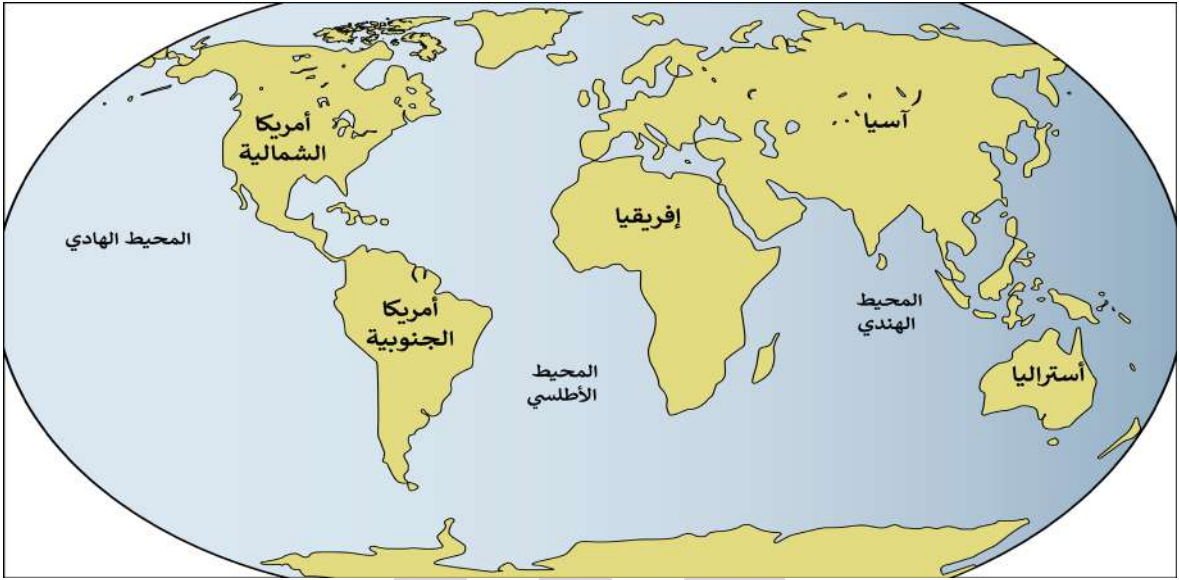 أمريكا
الشمالية
آسيا
إفريقيا
المحيط الهادي
أمريكا
الجنوبية
المحيط
الهندي
المحيط
الأطلسي
أستراليا